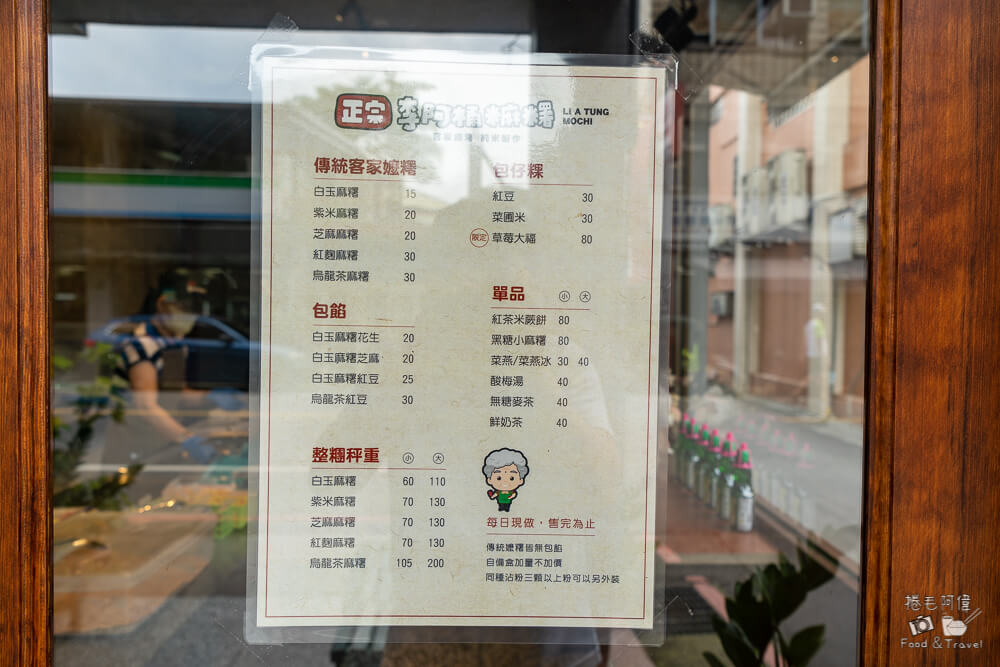 正宗 李阿桶麻糬 LI A TUNG
MOCHI
純米製作
傳統客家嬤糬
白玉麻糬 15
紫米麻糬 20
芝麻麻糬 20
紅麴麻糬 30
烏龍茶麻糬 30
包餡
白玉麻糬花生 20
白玉麻糬芝麻 20
白玉麻糬紅豆 25
烏龍茶紅豆 30
整糰秤重 小 大
白玉麻糬 60 110
紫米麻糬 70 130
芝麻麻糬 70 130
紅麴麻糬 70 130
烏龍茶麻糬 105 200
包仔粿
紅豆 30
菜圃米 30
限定 草莓大福 80
單品 小 大
紅茶米蕨餅 80
黑糖小麻糬 80
菜燕/菜燕冰 30 40
酸梅湯 40
無糖麥茶 40
鮮奶茶 40
每日現做，售完為止
傳統嬤糬皆無包餡
自備盒加量不加價
同種沾粉三顆以上粉可以另外裝
捲毛阿偉
Food & Travel